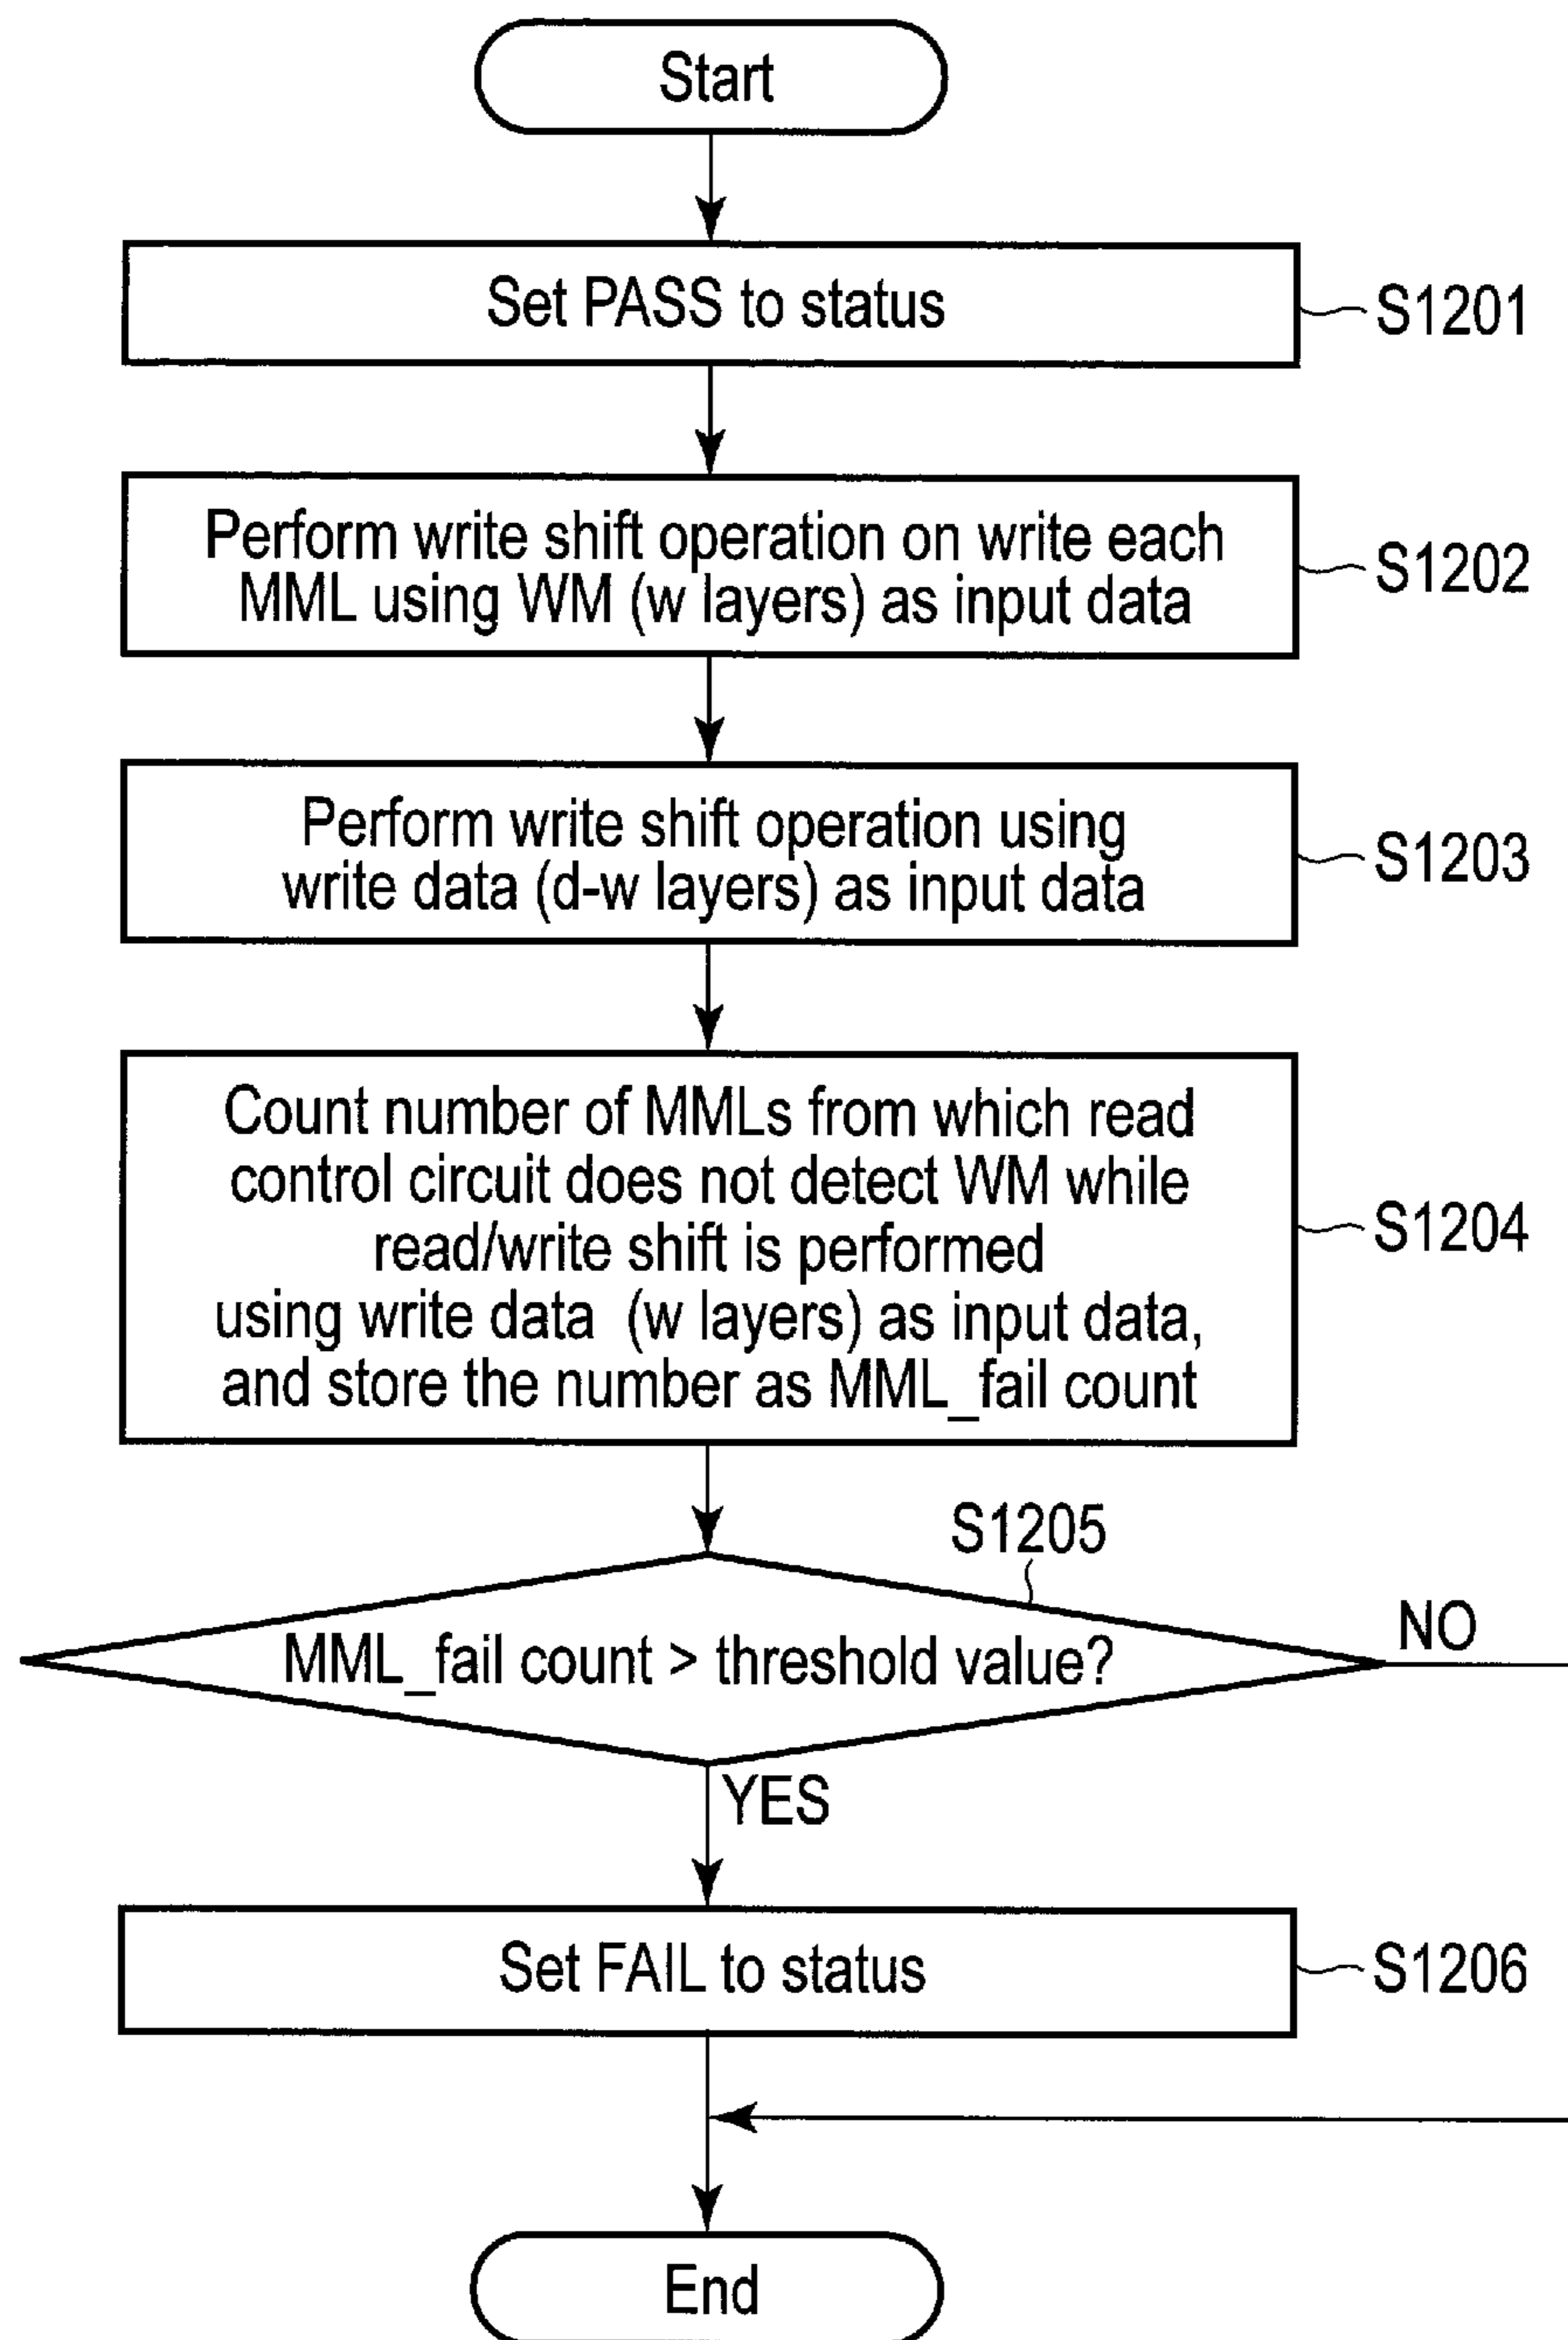 Start
Set PASS to status
S1201
Perform write shift operation on write each
MML using WM (w layers) as input data
S1202
Perform write shift operation using
write data (d-w layers) as input data
S1203
Count number of MMLs from which read
control circuit does not detect WM while
read/write shift is performed
using write data (w layers) as input data,
and store the number as MML_fail count
S1204
S1205
MML_fail count > threshold value?
NO
YES
Set FAIL to status
S1206
End